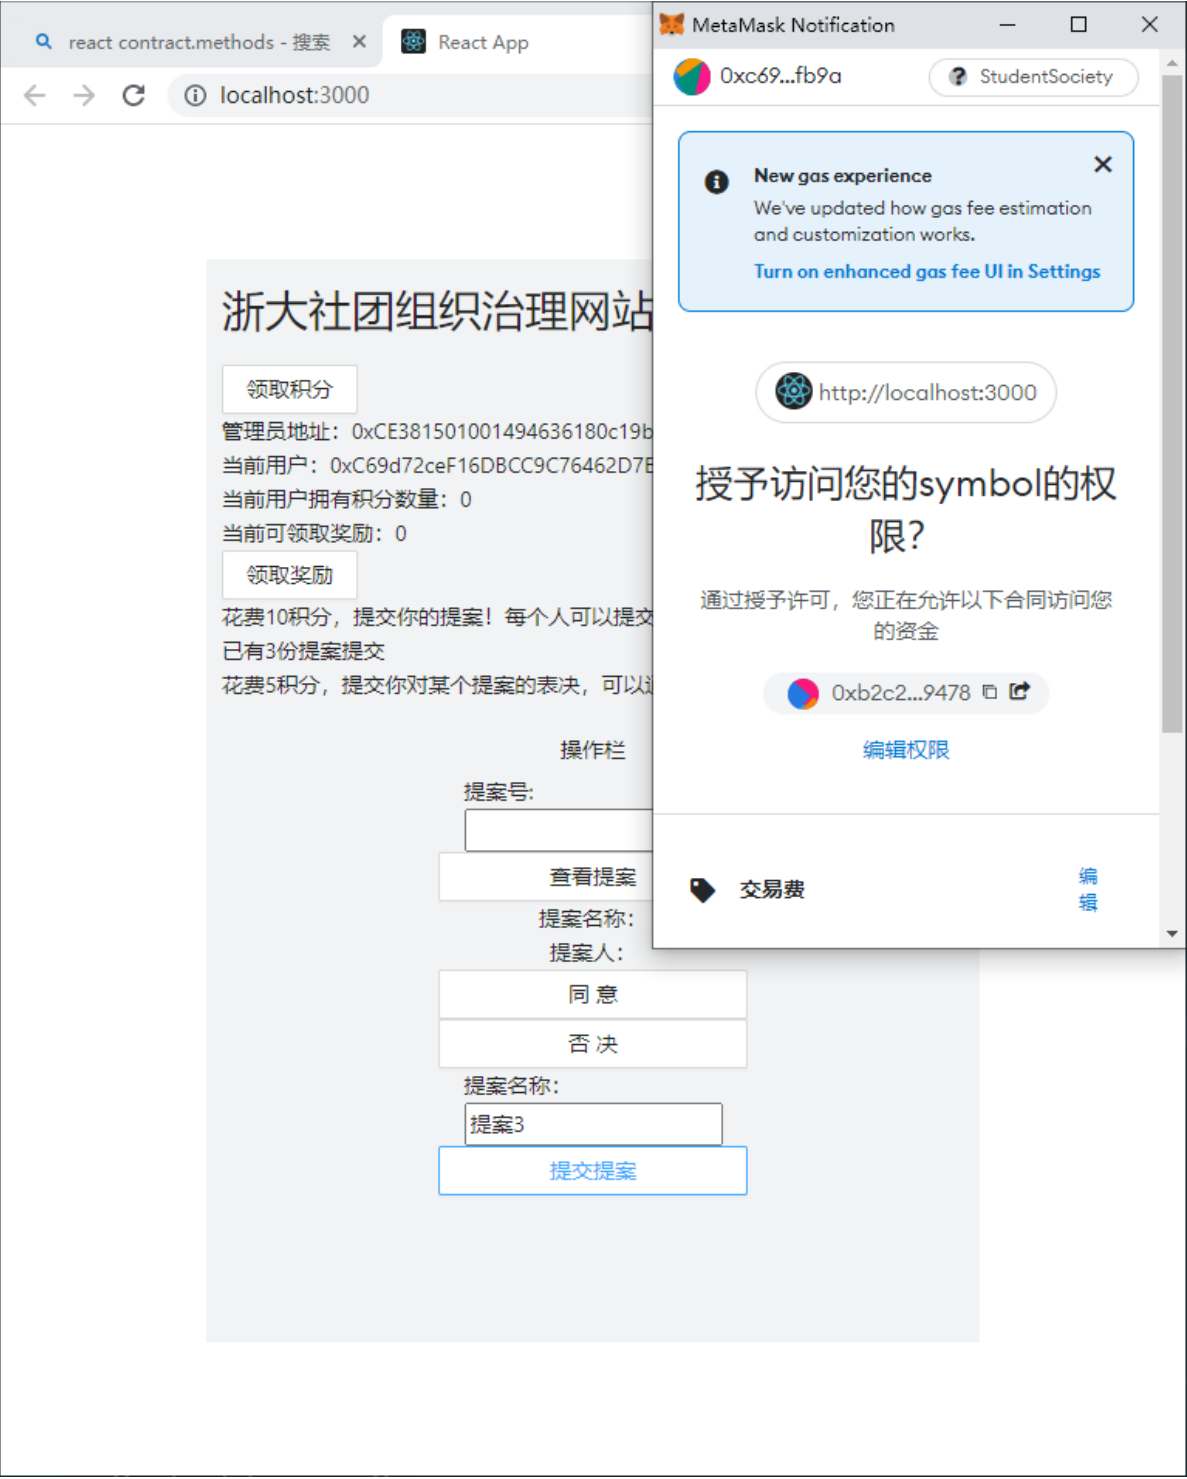 react contract.methods - 搜索
React App
localhost:3000
浙大社团组织治理网站
领取积分
管理员地址：0xCE381501001494636180c19b
当前用户：0xC69d72ceF16DBCC9C76462D7E
当前用户拥有积分数量：0
当前可领取奖励：0
领取奖励
花费10积分，提交你的提案！每个人可以提交
已有3份提案提交
花费5积分，提交你对某个提案的表决，可以
操作栏
提案号:
查看提案
提案名称：
提案人：
同 意
否 决
提案名称：
提案3
提交提案
MetaMask Notification
0xc69...fb9a
StudentSociety
New gas experience
We've updated how gas fee estimation
and customization works.
Turn on enhanced gas fee UI in Settings
http://localhost:3000
授予访问您的symbol的权
限？
通过授予许可，您正在允许以下合同访问您
的资金
0xb2c2...9478
编辑权限
交易费
编
辑